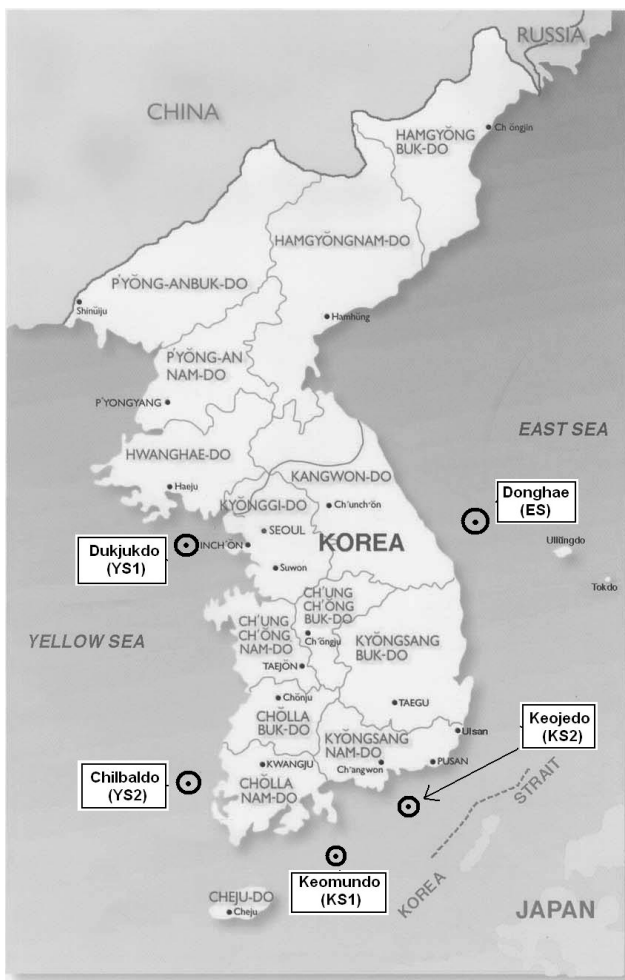 RUSSIA
CHINA
HAMGYŎNG
BUK-DO
Ch ŏngjin
HAMGYŎNGNAM-DO
P'YŎNG-ANBUK-DO
Shinŭiju
Hamhŭng
P'YŎNG-AN
NAM-DO
P'YONGYANG
EAST SEA
HWANGHAE-DO
KANGWON-DO
Haeju
KYŎNGGI-DO
Ch'unch'ŏn
Donghae
(ES)
SEOUL
INCH'ŎN
KOREA
Ullŭngdo
Dukjukdo
(YS1)
Suwon
Tokdo
CH'UNG
CH'ŎNG
BUK-DO
CH'UNG
CH'ŎNG
NAM-DO
Ch'ŏngju
KYŎNGSANG
BUK-DO
YELLOW SEA
TAEJŎN
Chŏnju
TAEGU
CHŎLLA
BUK-DO
Keojedo
(KS2)
KYŎNGSANG
NAM-DO
Ulsan
KWANGJU
Ch'angwon
PUSAN
Chilbaldo
(YS2)
CHŎLLA
NAM-DO
STRAIT
Keomundo
(KS1)
KOREA
CHEJU-DO
Cheju
JAPAN